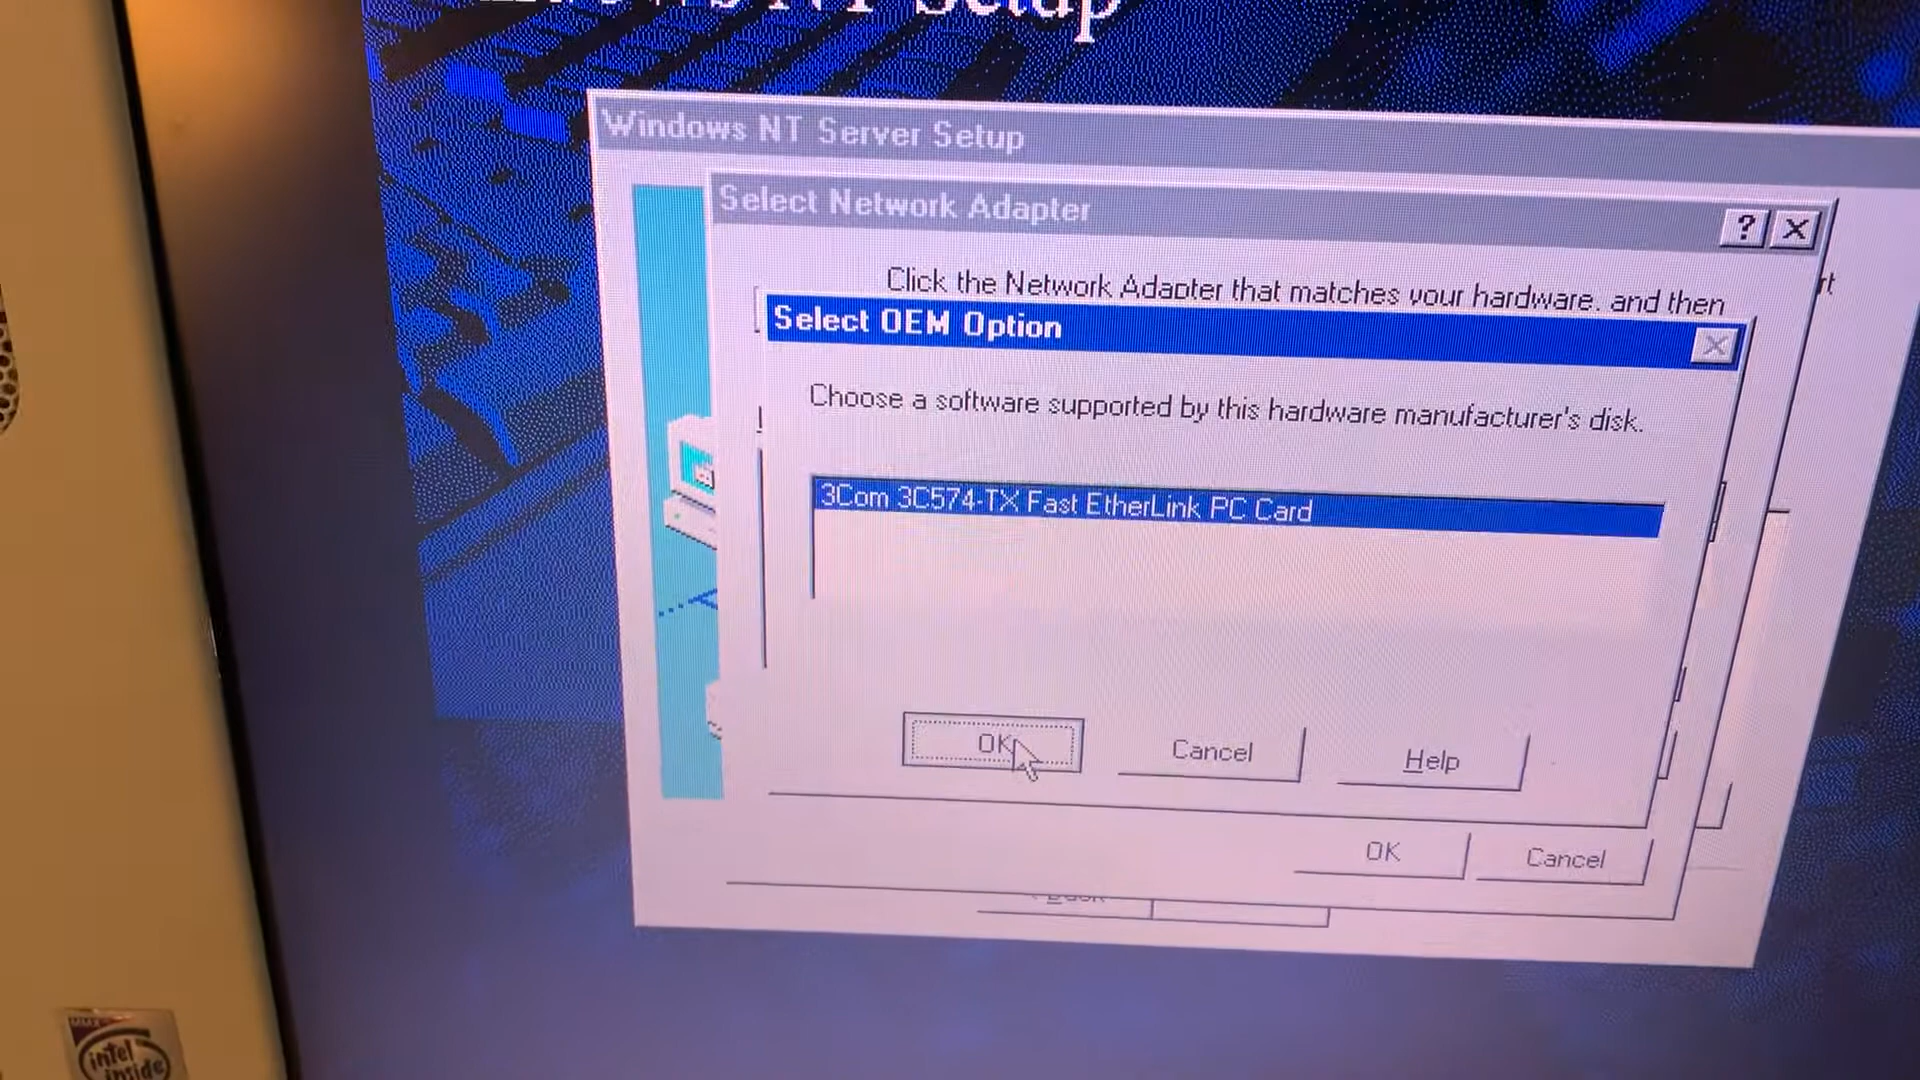 Setup
Windows NT Server Setup
Select Network Adapter
Click the Network Adapter that matches your hardware, and then
Select OEM Option
Choose a software supported by this hardware manufacturer's disk.
3Com 3C574-TX Fast EtherLink PC Card
OK
Cancel
Help
OK
Cancel
MMX
intel
inside